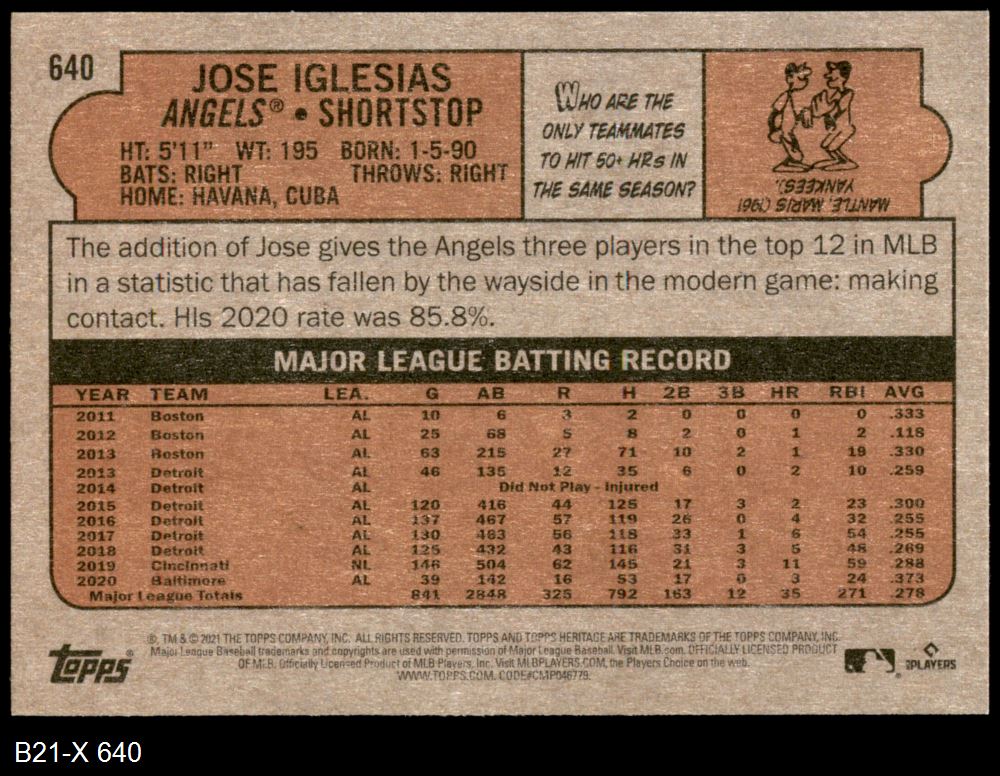 640
JOSE IGLESIAS
ANGELS® • SHORTSTOP
HT: 5'11" WT: 195 BORN: 1-5-90
BATS: RIGHT THROWS: RIGHT
HOME: HAVANA, CUBA
WHO ARE THE
ONLY TEAMMATES
TO HIT 50+ HRs IN
THE SAME SEASON?
MANTLE, MARIS (1961
YANKEES).
The addition of Jose gives the Angels three players in the top 12 in MLB
in a statistic that has fallen by the wayside in the modern game: making
contact. HIs 2020 rate was 85.8%.
MAJOR LEAGUE BATTING RECORD
YEAR TEAM LEA. G AB R H 2B 3B HR RBI AVG
2011 Boston AL 10 6 3 2 0 0 0 0 .333
2012 Boston AL 25 68 5 8 2 0 1 2 .118
2013 Boston AL 63 215 27 71 10 2 1 19 .330
2013 Detroit AL 46 135 12 35 6 0 2 10 .259
2014 Detroit AL Did Not Play - Injured
2015 Detroit AL 120 416 44 125 17 3 2 23 .300
2016 Detroit AL 137 467 57 119 26 0 4 32 .255
2017 Detroit AL 130 463 56 118 33 1 6 54 .255
2018 Detroit AL 125 432 43 116 31 3 5 48 .269
2019 Cincinnati NL 146 504 62 145 21 3 11 59 .288
2020 Baltimore AL 39 142 16 53 17 0 3 24 .373
Major League Totals 841 2848 325 792 163 12 35 271 .278
®, TM & © 2021 THE TOPPS COMPANY, INC. ALL RIGHTS RESERVED. TOPPS AND TOPPS HERITAGE ARE TRADEMARKS OF THE TOPPS COMPANY, INC.
Major League Baseball trademarks and copyrights are used with permission of Major League Baseball. Visit MLB.com. OFFICIALLY LICENSED PRODUCT
OF MLB. Officially Licensed Product of MLB Players, Inc. Visit MLBPLAYERS.COM, the Players Choice on the web.
WWW.TOPPS.COM. CODE#CMP046779.
Topps®
PLAYERS
B21-X 640